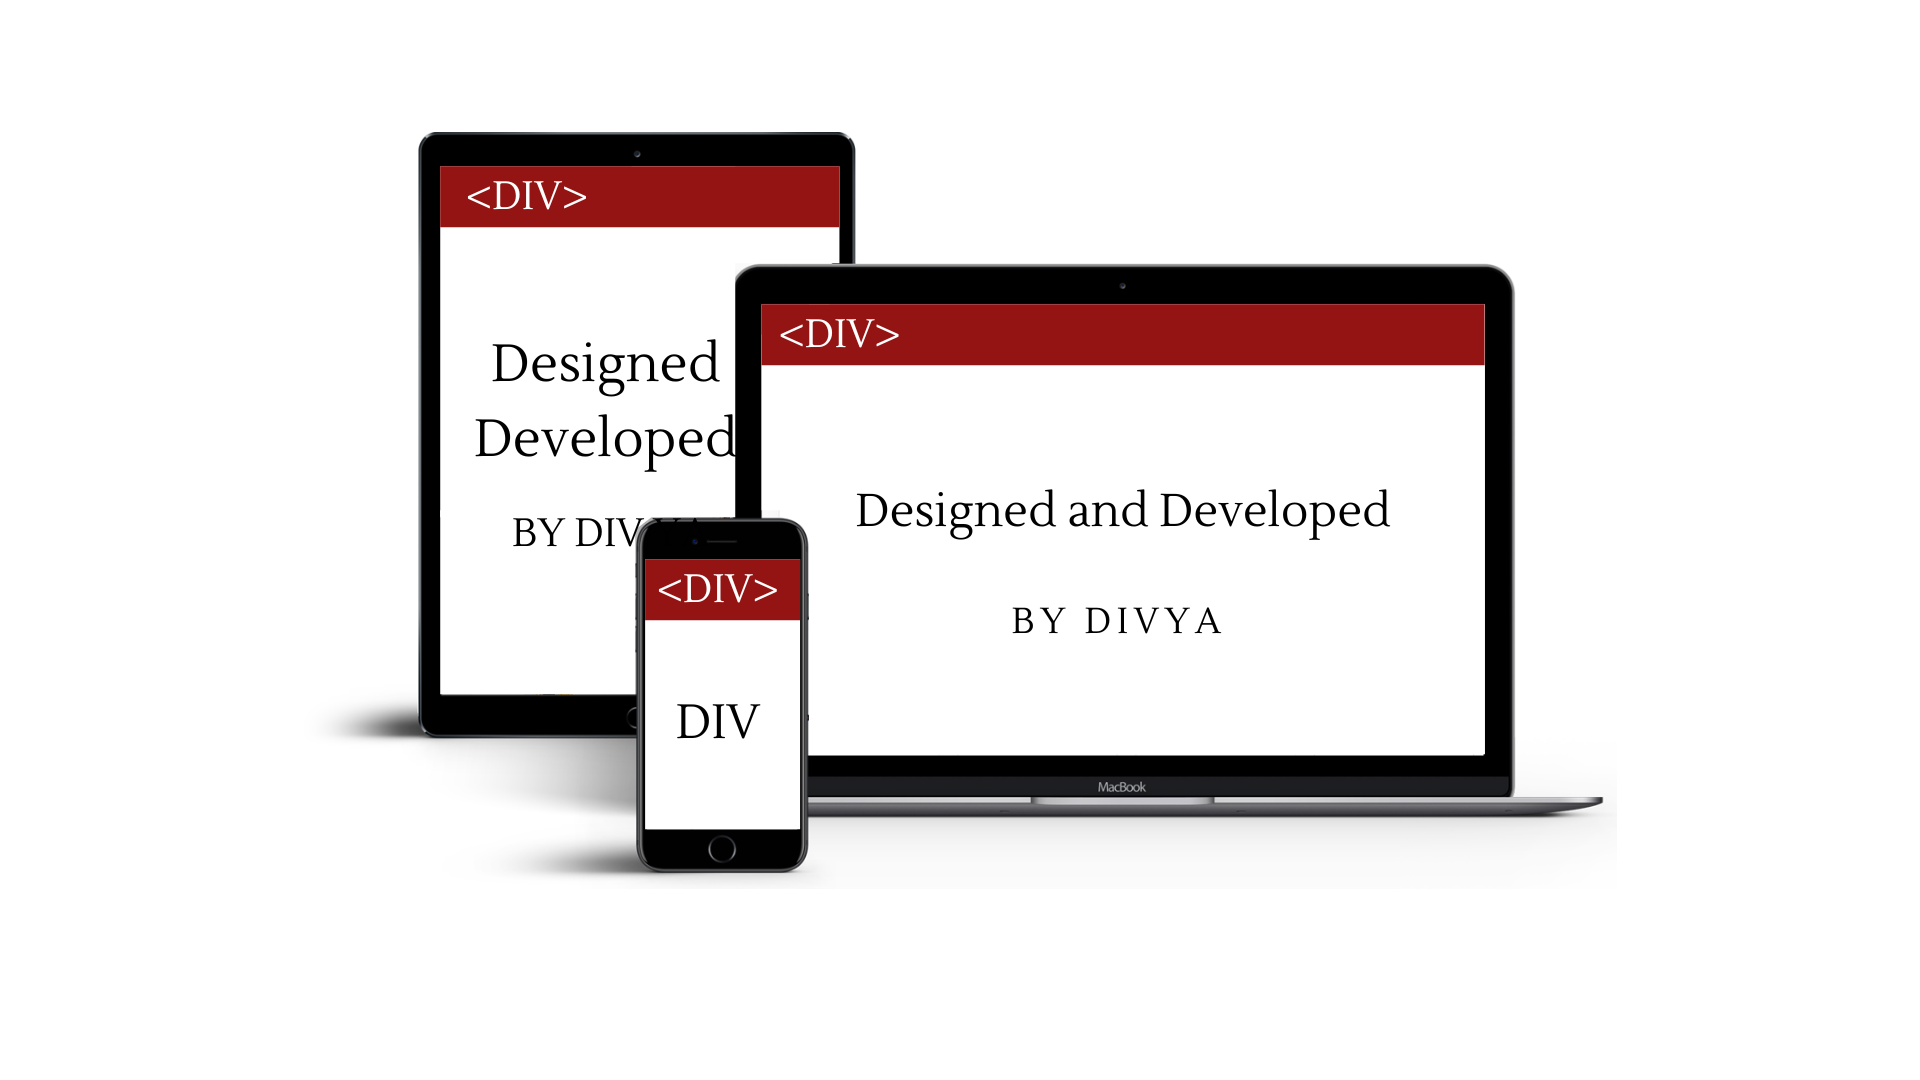 <DIV>
Designed
Developed
BY DIV
<DIV>
Designed and Developed
BY DIVYA
MacBook
<DIV>
DIV